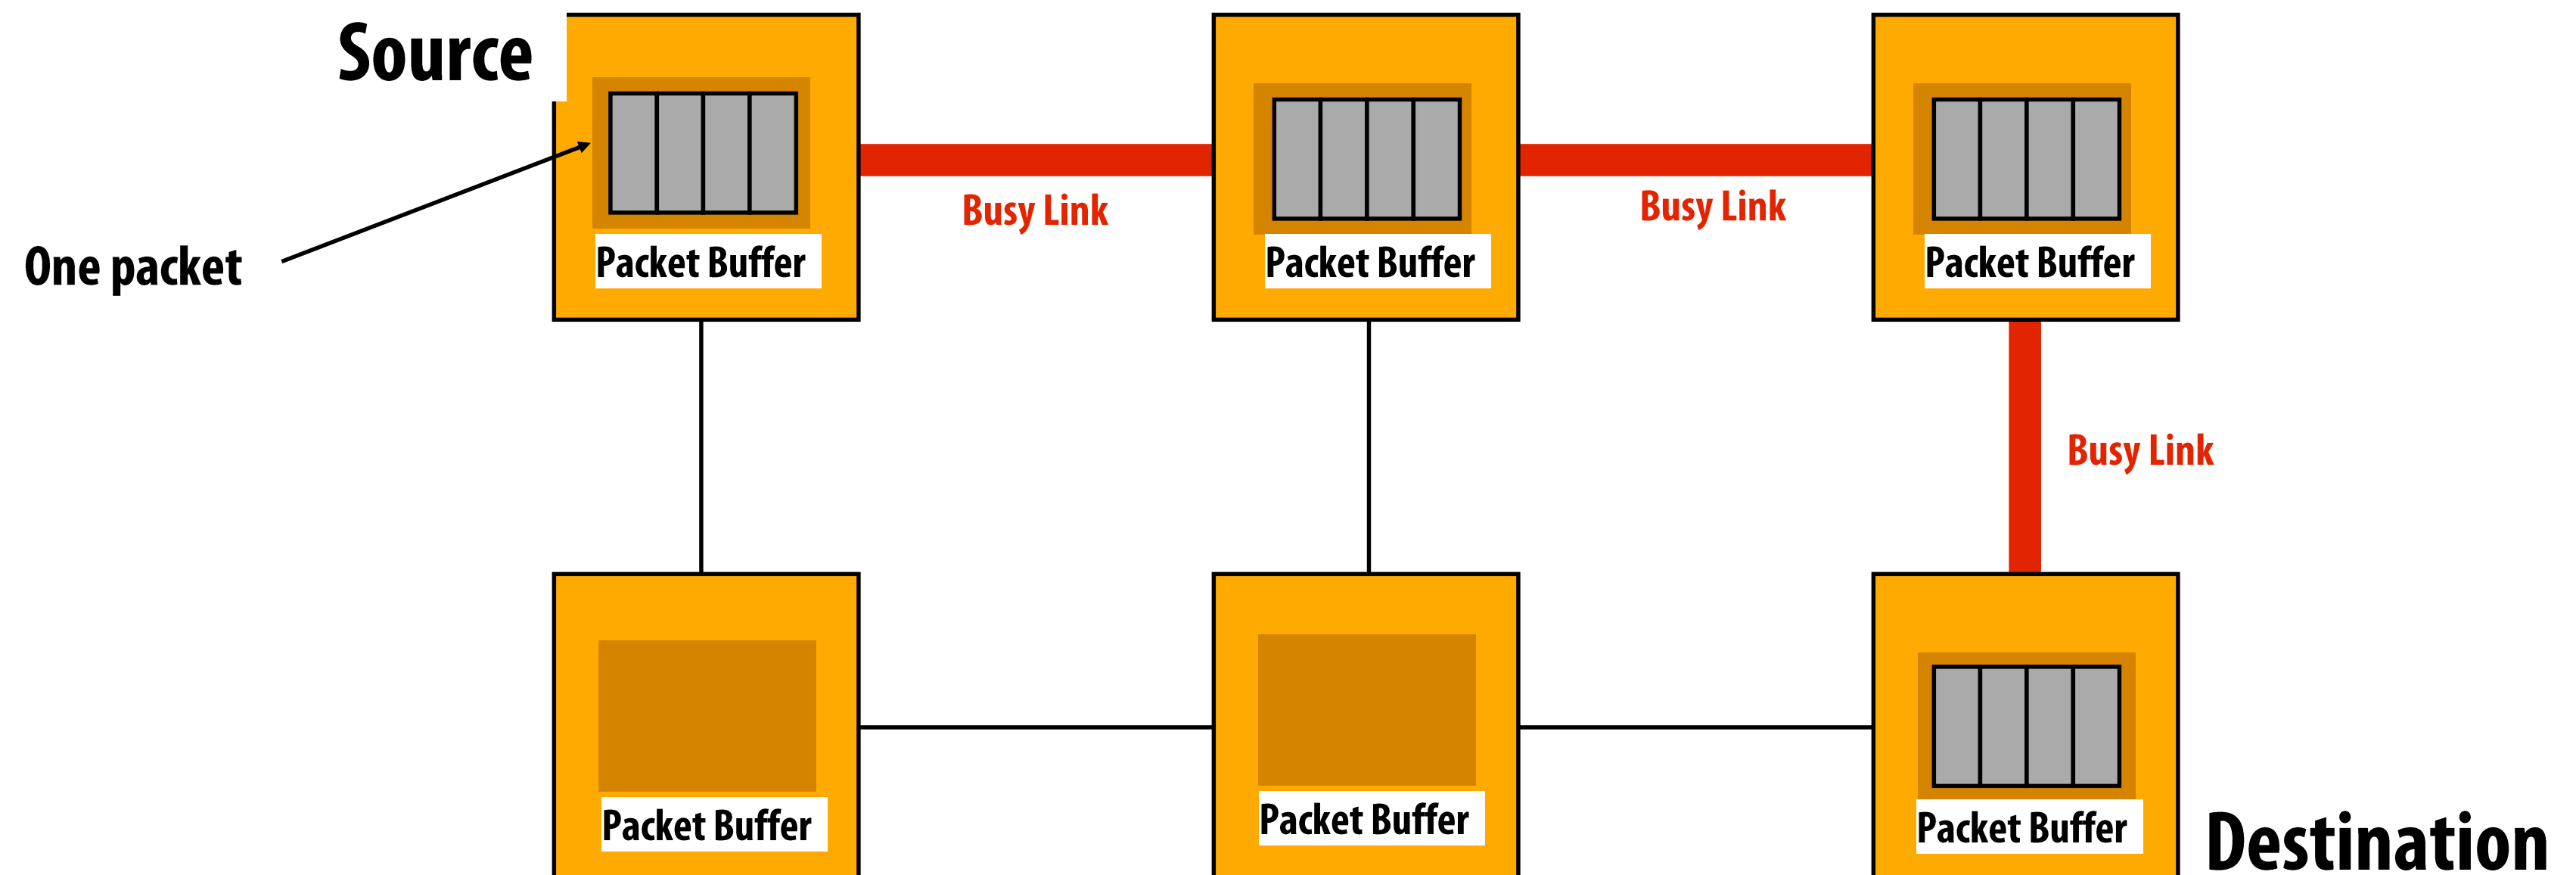 Source
One packet
Packet Buffer
Busy Link
Packet Buffer
Busy Link
Packet Buffer
Busy Link
Packet Buffer
Packet Buffer
Packet Buffer
Destination